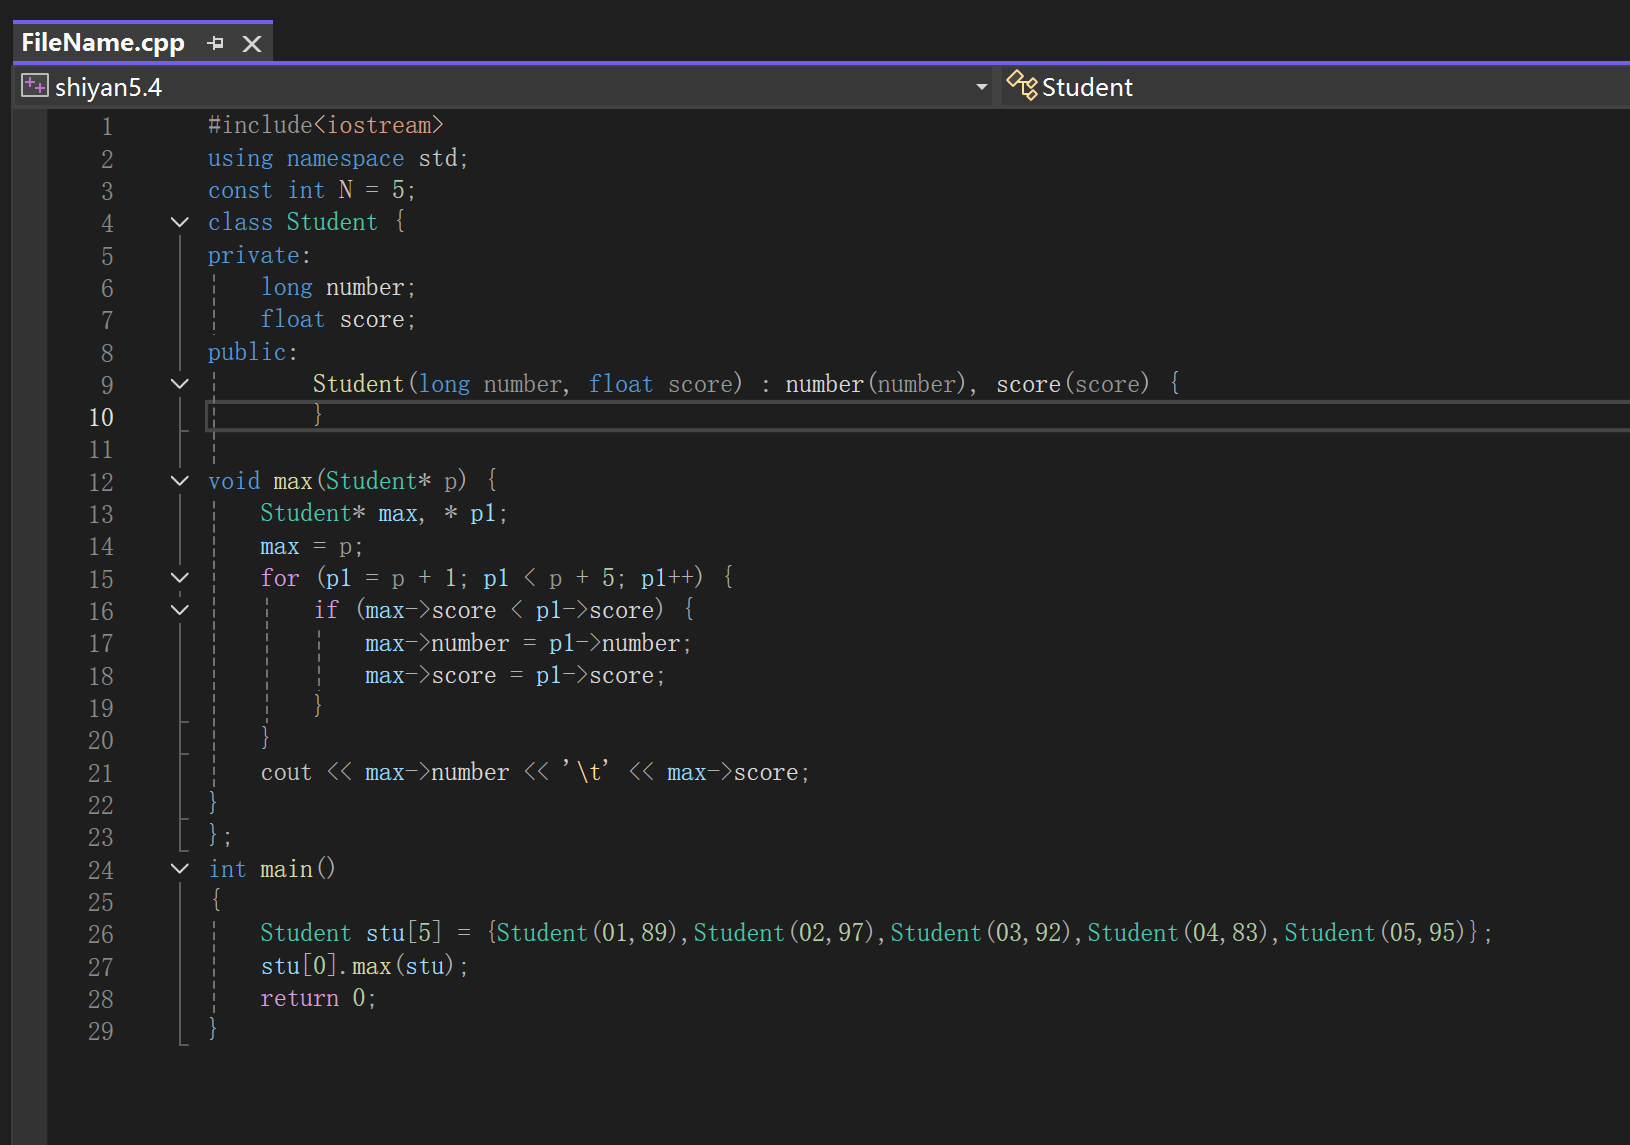 FileName.cpp
shiyan5.4 Student
1 #include<iostream>
2 using namespace std;
3 const int N = 5;
4 class Student {
5 private:
6 long number;
7 float score;
8 public:
9 Student(long number, float score) : number(number), score(score) {
10 }
11
12 void max(Student* p) {
13 Student* max, * p1;
14 max = p;
15 for (p1 = p + 1; p1 < p + 5; p1++) {
16 if (max->score < p1->score) {
17 max->number = p1->number;
18 max->score = p1->score;
19 }
20 }
21 cout << max->number << '\t' << max->score;
22 }
23 };
24 int main()
25 {
26 Student stu[5] = {Student(01,89),Student(02,97),Student(03,92),Student(04,83),Student(05,95)};
27 stu[0].max(stu);
28 return 0;
29 }